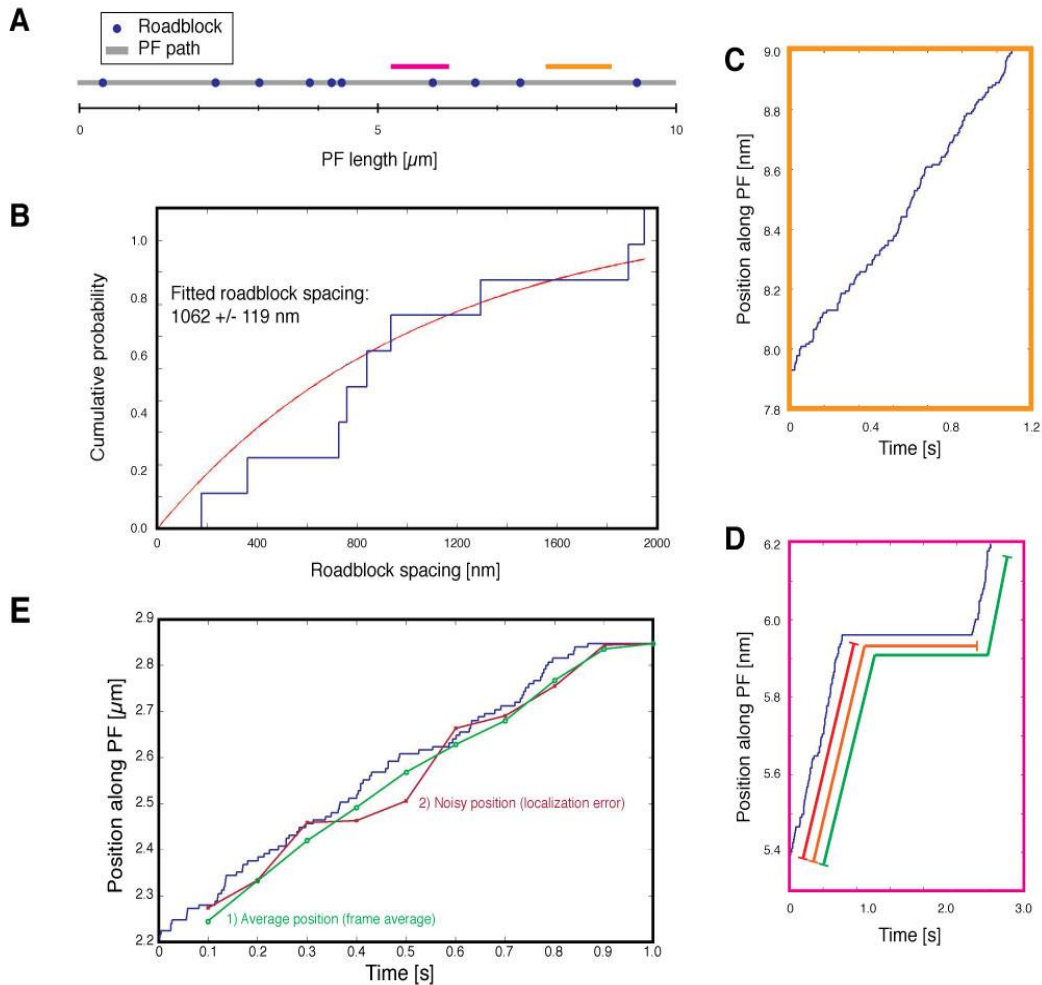 A
Roadblock
PF path
0
5
10
PF length [µm]
B
Cumulative probability
1.0
0.8
0.6
0.4
0.2
0.0
Fitted roadblock spacing:
1062 +/- 119 nm
0
400
800
1200
1600
2000
Roadblock spacing [nm]
C
Position along PF [nm]
9.0
8.8
8.6
8.4
8.2
8.0
7.8
0
0.4
0.8
1.2
Time [s]
D
Position along PF [nm]
6.2
6.0
5.8
5.6
5.4
0
1.0
2.0
3.0
Time [s]
E
Position along PF [µm]
2.9
2.8
2.7
2.6
2.5
2.4
2.3
2.2
2) Noisy position (localization error)
1) Average position (frame average)
0.0
0.1
0.2
0.3
0.4
0.5
0.6
0.7
0.8
0.9
1.0
Time [s]